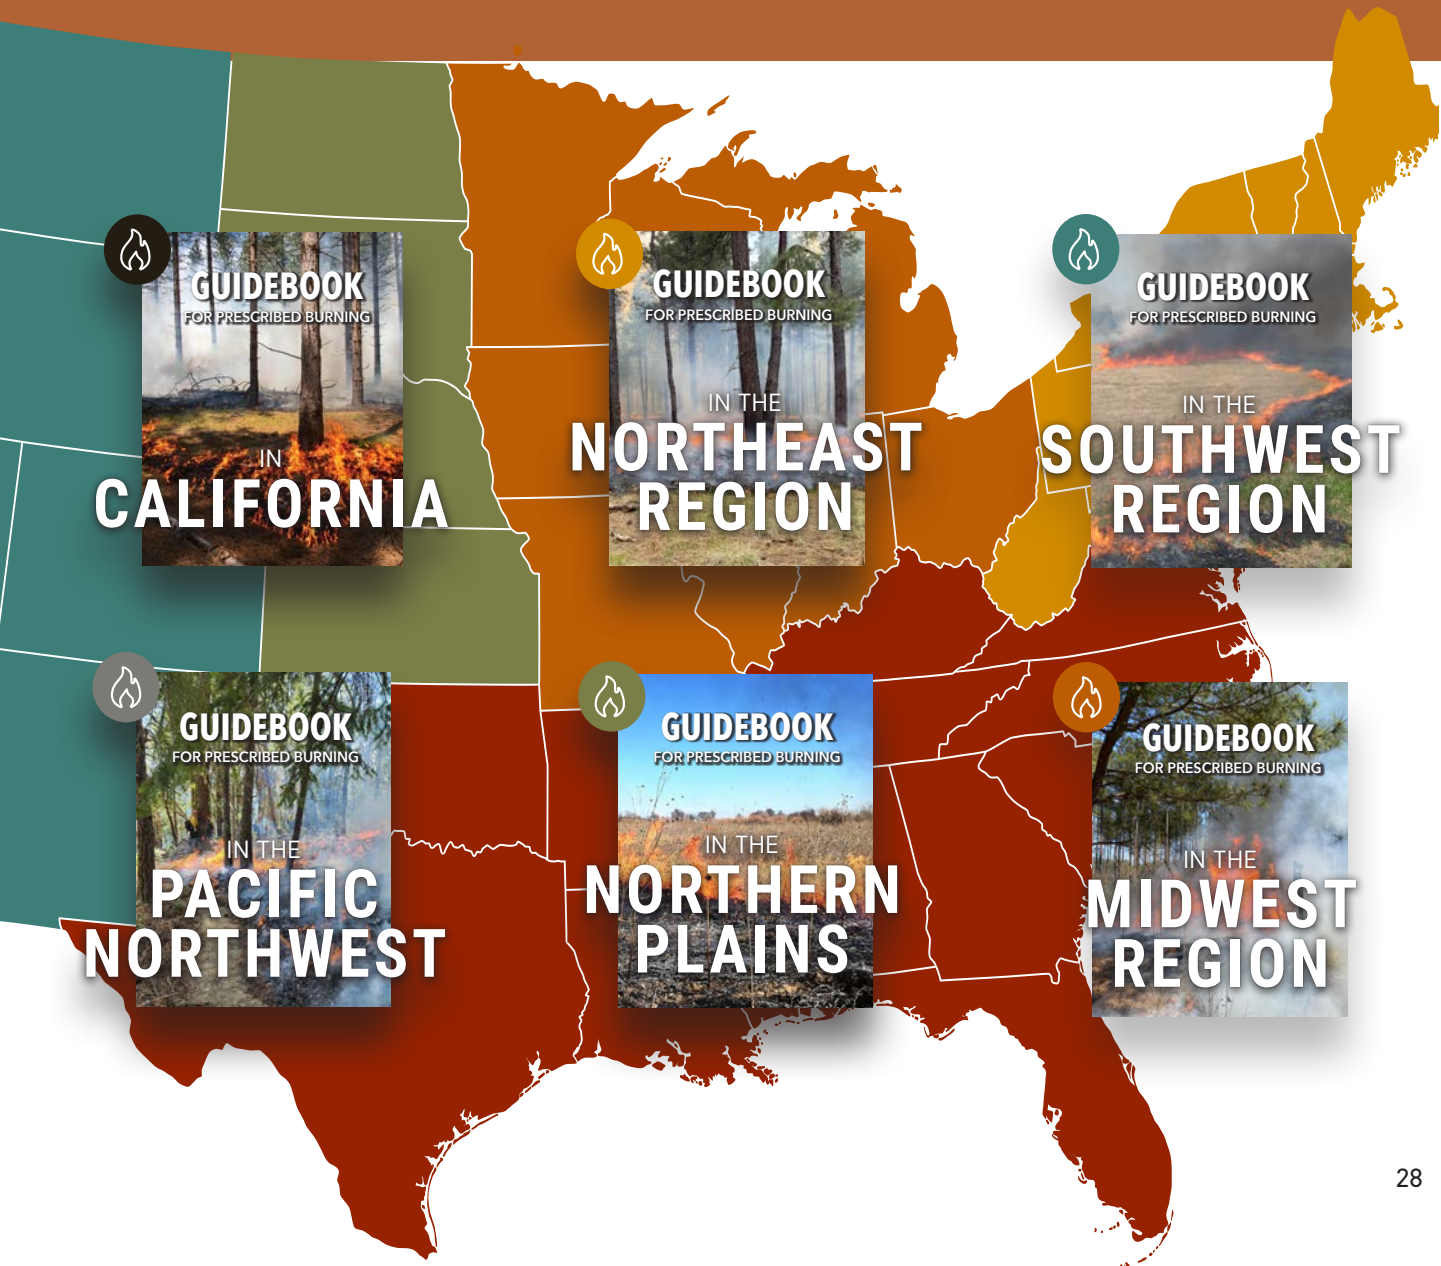 GUIDEBOOK
FOR PRESCRIBED BURNING
IN
CALIFORNIA
GUIDEBOOK
FOR PRESCRIBED BURNING
IN THE
NORTHEAST
REGION
GUIDEBOOK
FOR PRESCRIBED BURNING
IN THE
SOUTHWEST
REGION
GUIDEBOOK
FOR PRESCRIBED BURNING
IN THE
PACIFIC
NORTHWEST
GUIDEBOOK
FOR PRESCRIBED BURNING
IN THE
NORTHERN
PLAINS
GUIDEBOOK
FOR PRESCRIBED BURNING
IN THE
MIDWEST
REGION
28